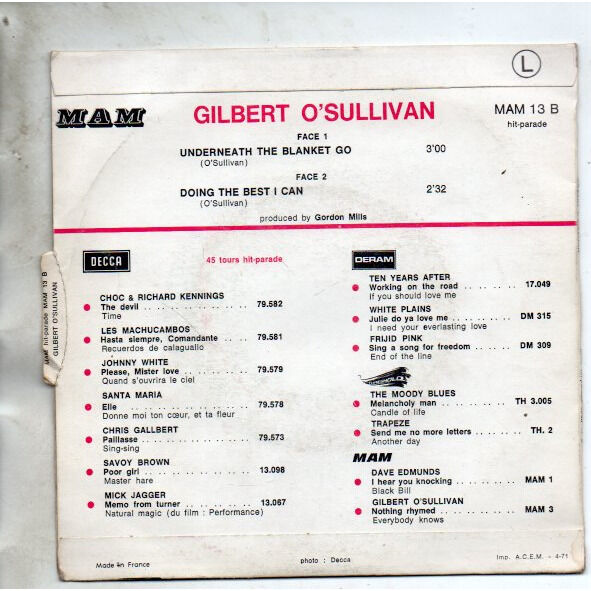 L
MAM
GILBERT O'SULLIVAN
MAM 13 B
hit-parade
FACE 1
UNDERNEATH THE BLANKET GO 3'00
(O'Sullivan)
FACE 2
DOING THE BEST I CAN 2'32
(O'Sullivan)
produced by Gordon Mills
MAM hit-parade MAM 13 B
GILBERT O'SULLIVAN
DECCA
45 tours hit-parade
CHOC & RICHARD KENNINGS
The devil .................. 79.582
Time
LES MACHUCAMBOS
Hasta siempre, Comandante .... 79.581
Recuerdos de calaguallo
JOHNNY WHITE
Please, Mister love ........... 79.579
Quand s'ouvrira le ciel
SANTA MARIA
Elle ................... 79.578
Donne moi ton cœur, et ta fleur
CHRIS GALLBERT
Paillasse .................. 79.573
Sing-sing
SAVOY BROWN
Poor girl ................. 13.098
Master hare
MICK JAGGER
Memo from turner ........... 13.067
Natural magic (du film : Performance)
DERAM
TEN YEARS AFTER
Working on the road ......... 17.049
If you should love me
WHITE PLAINS
Julie do ya love me .......... DM 315
I need your everlasting love
FRIJID PINK
Sing a song for freedom ..... DM 309
End of the line
THRESHOLD
THE MOODY BLUES
Melancholy man .......... TH 3.005
Candle of life
TRAPEZE
Send me no more letters ....... TH. 2
Another day
MAM
DAVE EDMUNDS
I hear you knocking .......... MAM 1
Black Bill
GILBERT O'SULLIVAN
Nothing rhymed ............ MAM 3
Everybody knows
Made in France
photo : Decca
Imp. A.C.E.M. - 4-71